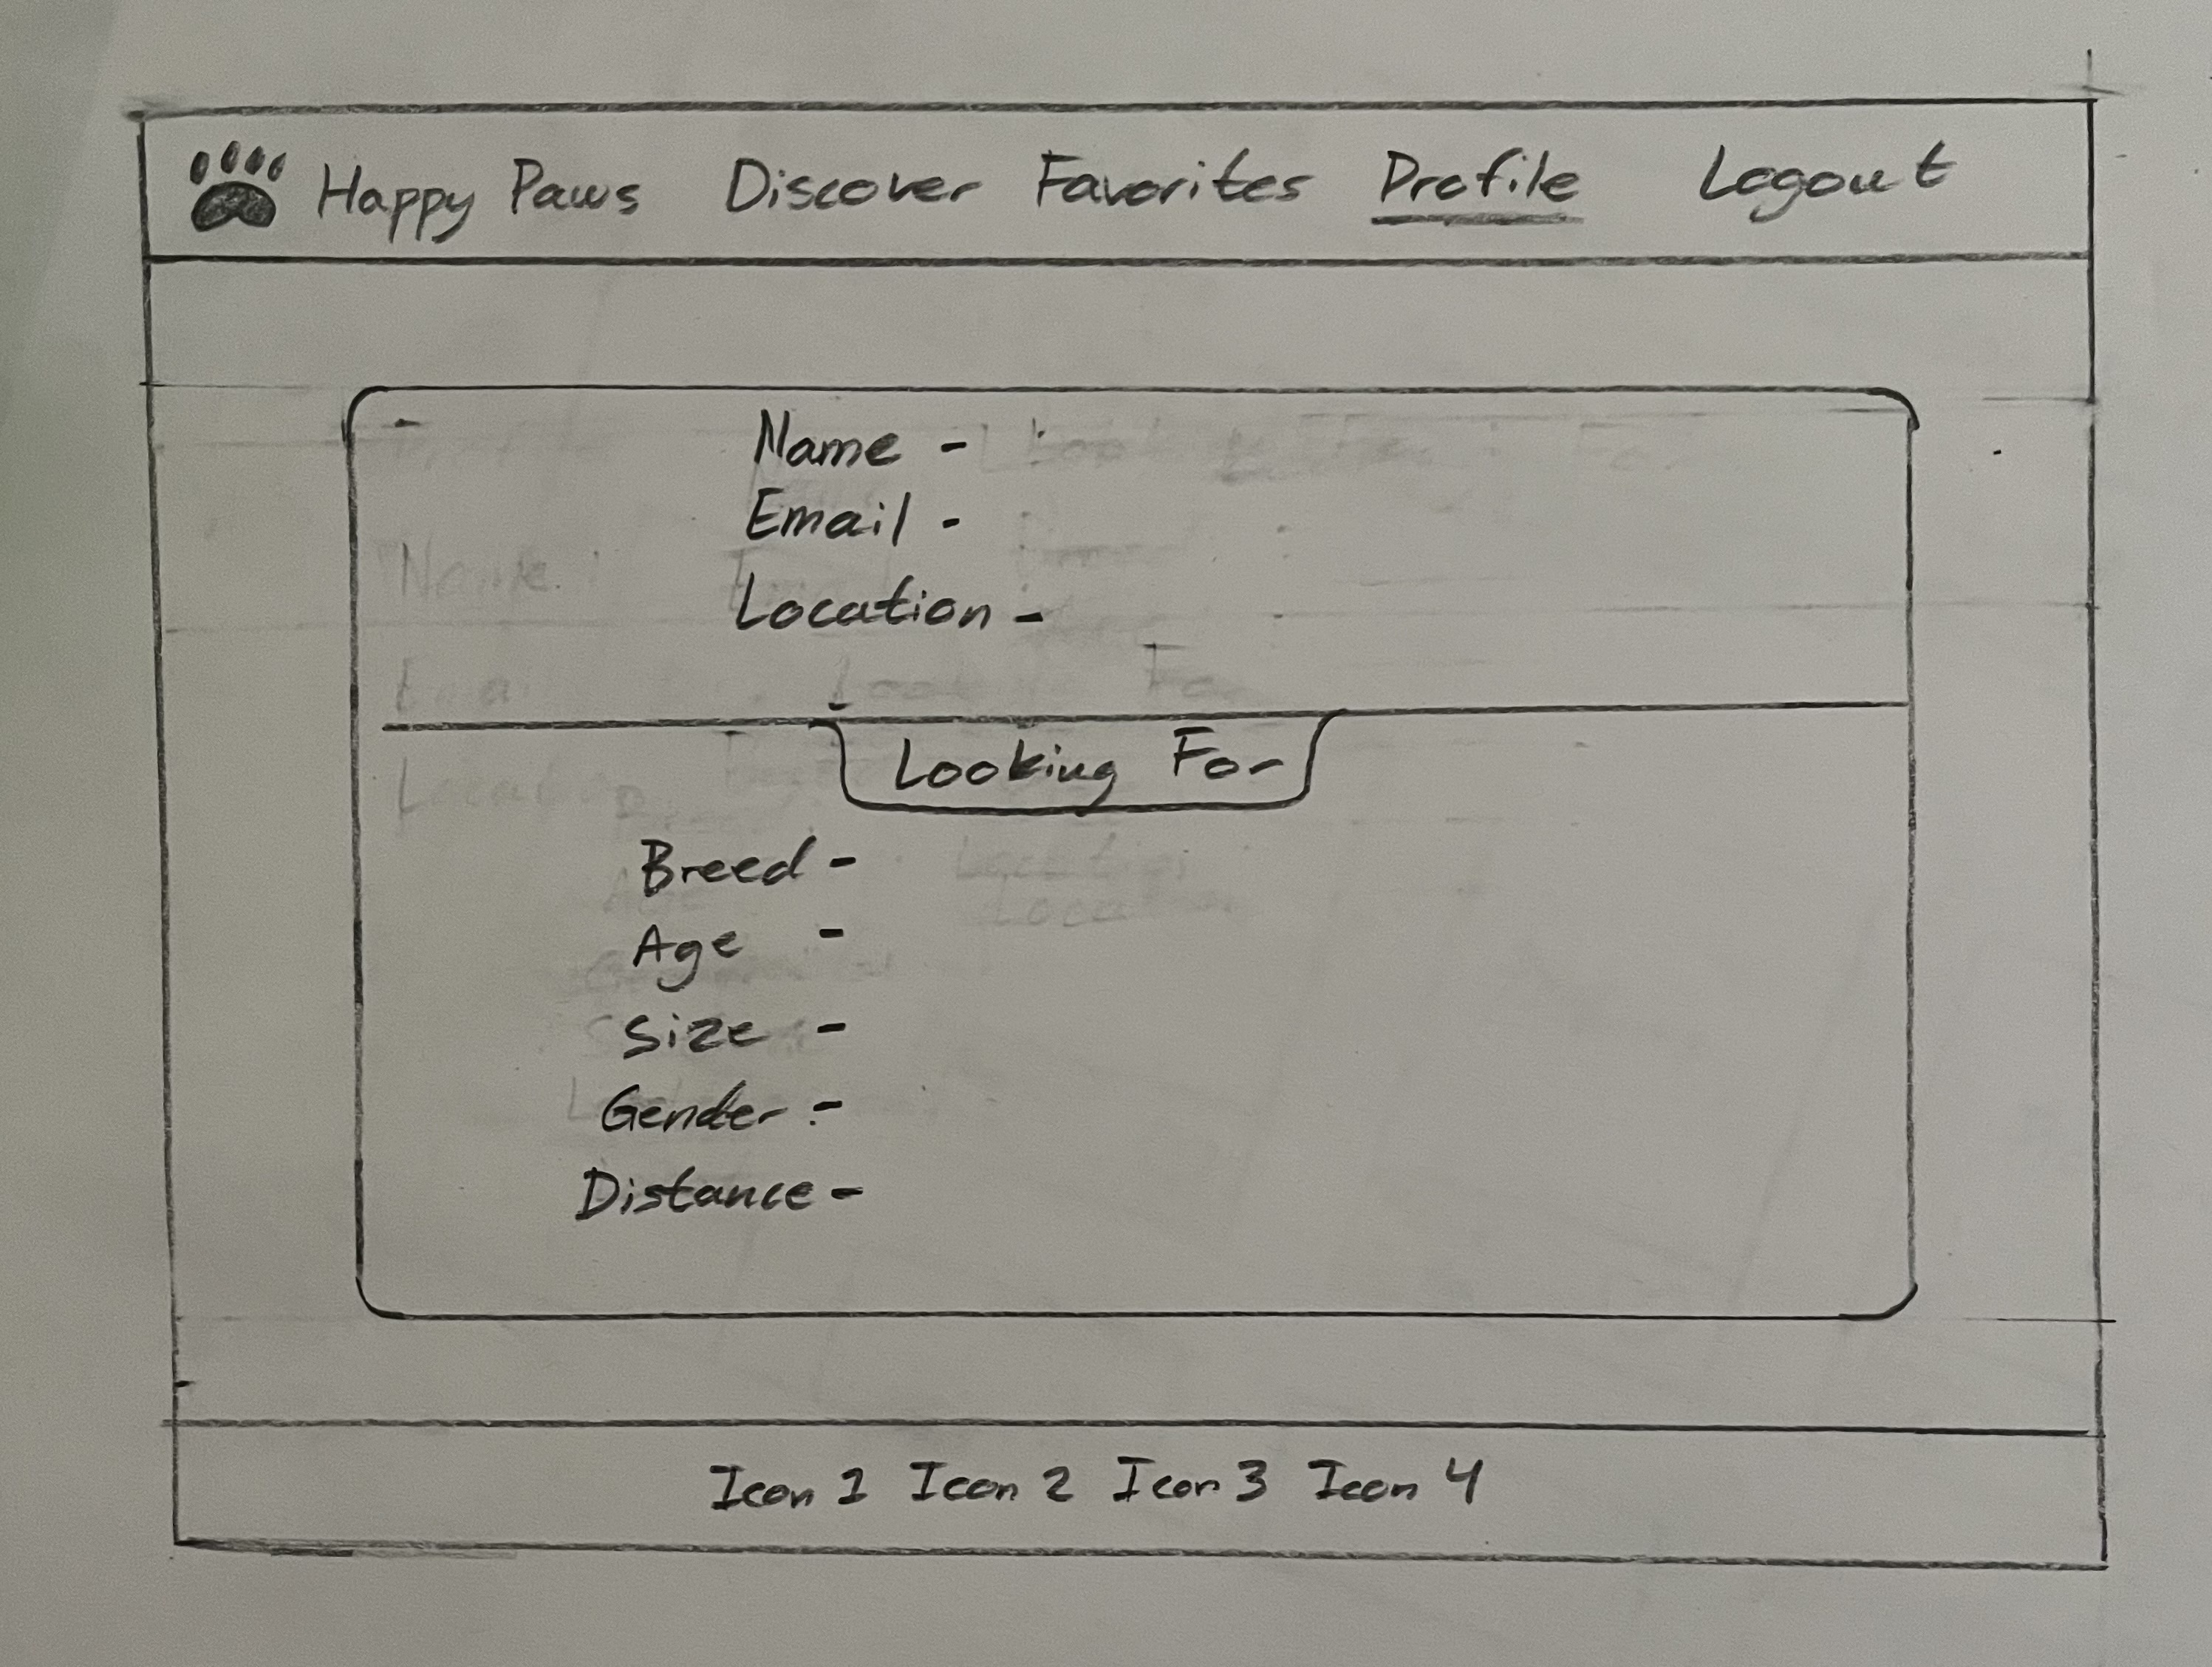 Happy Paws Discover Favorites Profile Logout
Name -
Email -
Location -
Looking For
Breed -
Age -
Size -
Gender -
Distance -
Icon 1 Icon 2 Icon 3 Icon 4